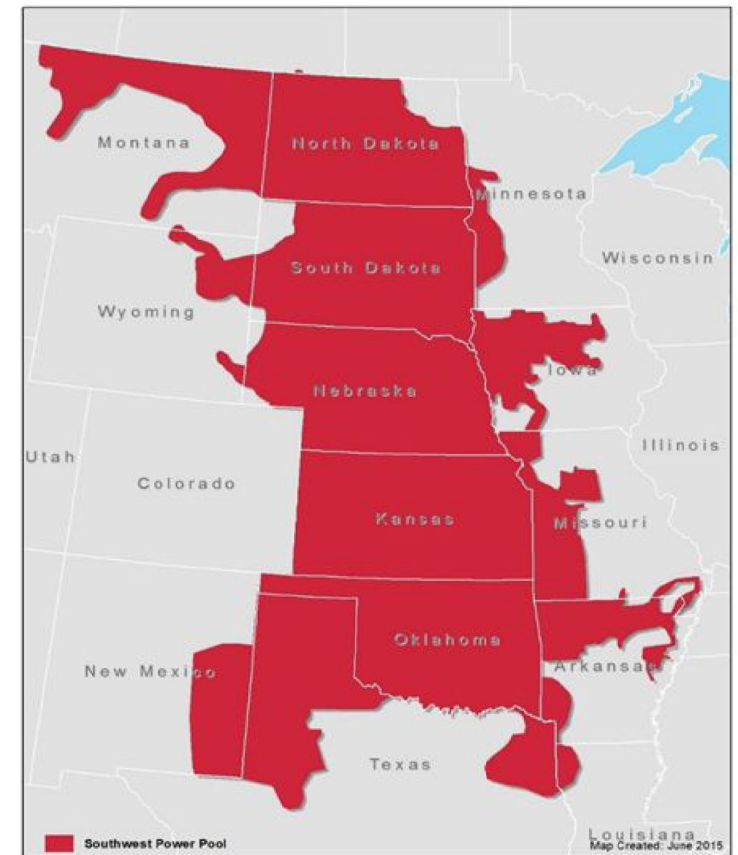 Montana
North Dakota
Minnesota
Wisconsin
South Dakota
Wyoming
Iowa
Nebraska
Illinois
Utah
Colorado
Kansas
Missouri
Oklahoma
New Mexico
Arkansas
Texas
Louisiana
Southwest Power Pool
Map Created: June 2015